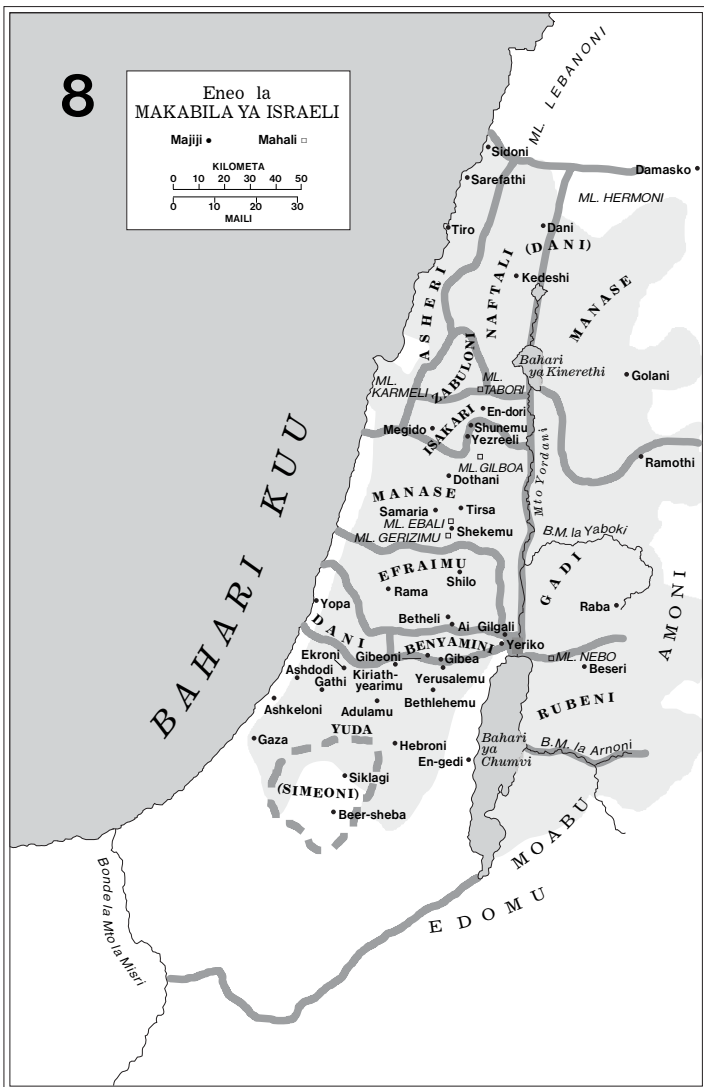 8
Eneo la
MAKABILA YA ISRAELI
Majiji
Mahali
KILOMETA
10 0 10 20 30 40 50
0 10 20 30
MAILI
ML. LEBANONI
Sidoni
Damasko
Sarefathi
ML. HERMONI
Tiro
Dani
(DANI)
Kedeshi
NAFTALI
ASHERI
MANASE
ZABULONI
Bahari
ya Kinerethi
Golani
ML.
KARMELI
ML.
TABORI
En-dori
Megido
ISAKARI
Shunemu
Yezreeli
ML. GILBOA
Ramothi
Mto Yordani
Dothani
MANASE
Samaria
Tirsa
ML. EBALI
Shekemu
ML. GERIZIMU
B.M. la Yaboki
BAHARI KUU
EFRAIMU
Shilo
Rama
GADI
Raba
AMONI
Yopa
Betheli
Ai
Gilgali
DANI
BENYAMINI
Yeriko
Ekroni
Gibeoni
Gibea
ML. NEBO
Beseri
Ashdodi
Kiriath-
yearimu
Yerusalemu
Gathi
Bethlehemu
RUBENI
Ashkeloni
Adulamu
YUDA
Gaza
Hebroni
Bahari
ya
Chumvi
B.M. la Arnoni
En-gedi
Siklagi
(SIMEONI)
Beer-sheba
MOABU
EDOMU
Bonde la Mto la Misri